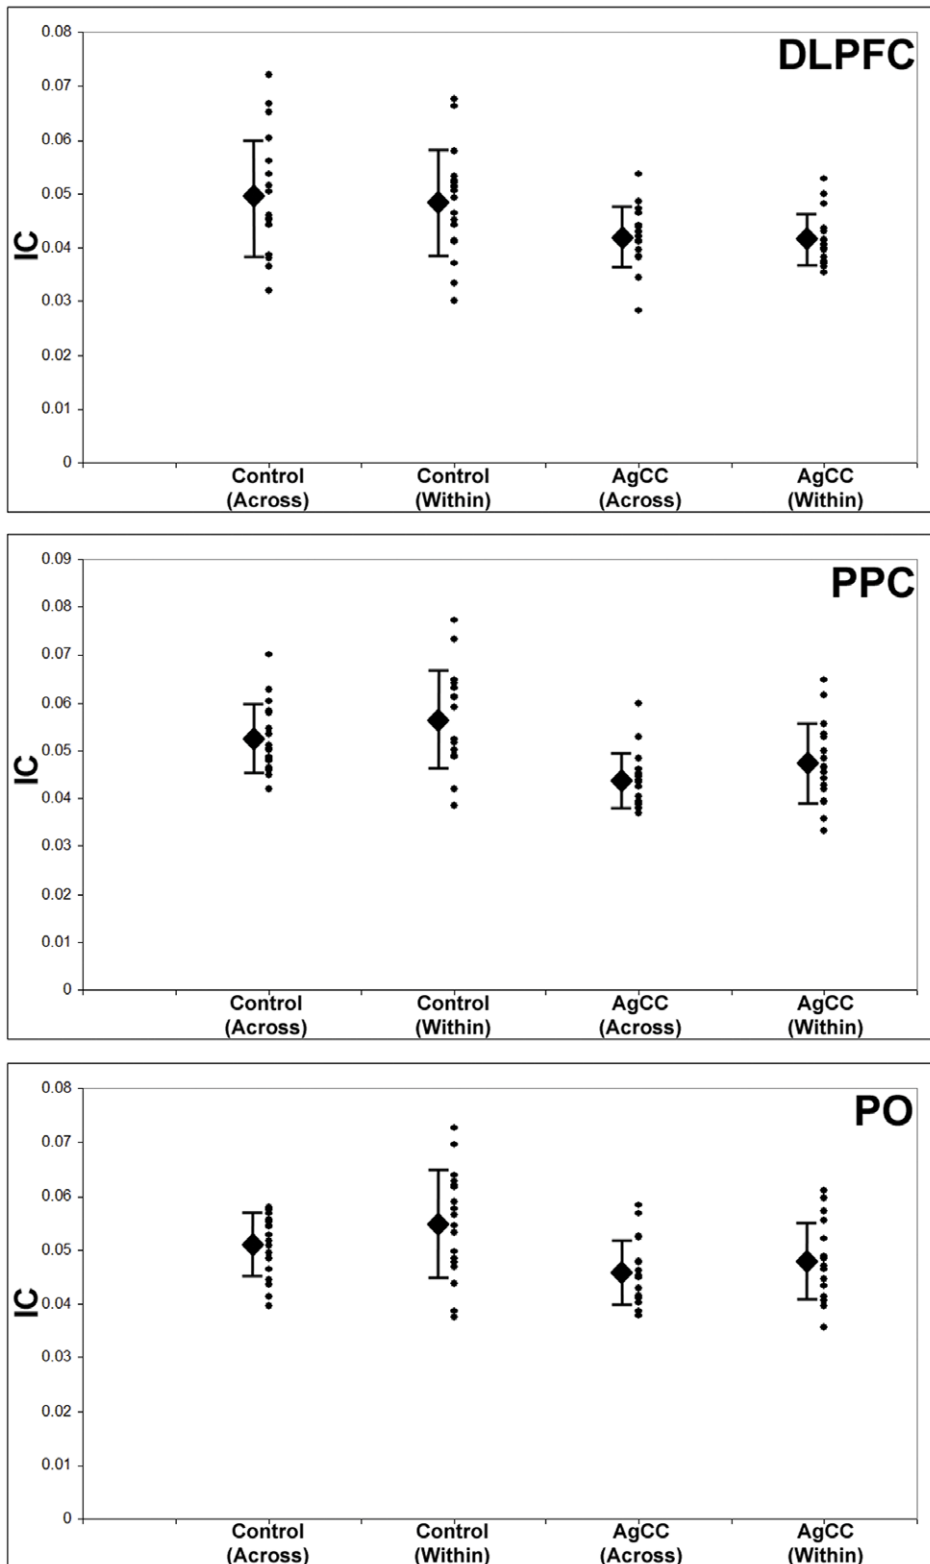 DLPFC
0.08
0.07
0.06
0.05
0.04
0.03
0.02
0.01
0
IC
Control Control AgCC AgCC
(Across) (Within) (Across) (Within)
PPC
0.09
0.08
0.07
0.06
0.05
0.04
0.03
0.02
0.01
0
IC
Control Control AgCC AgCC
(Across) (Within) (Across) (Within)
PO
0.08
0.07
0.06
0.05
0.04
0.03
0.02
0.01
0
IC
Control Control AgCC AgCC
(Across) (Within) (Across) (Within)